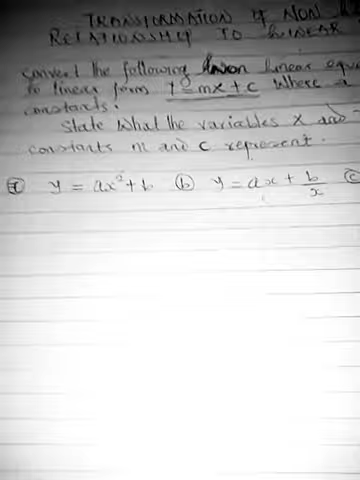 TRANSFORMATION OF NON
RELATIONSHIP TO LINEAR
convert the following non linear equa
to linear form Y=mx+c where a
constants.
State what the variables X and
constants m and c represent.
(a) y = ax² + b (b) y = ax + b/x (c)